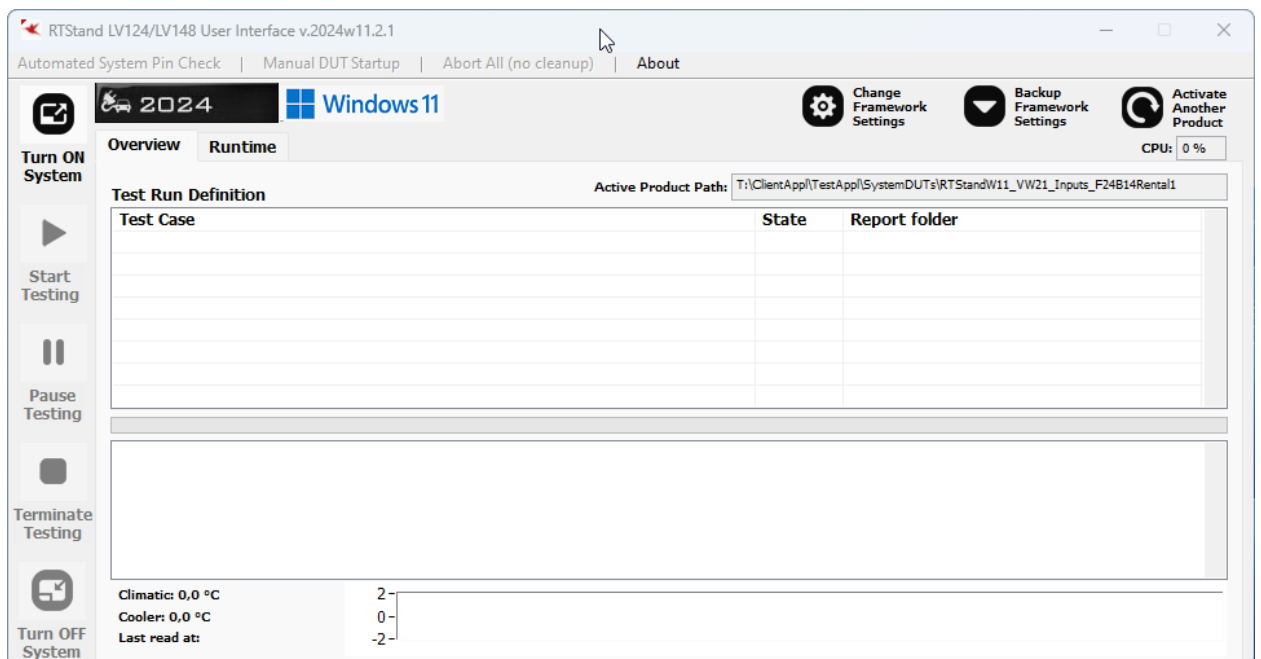 RTStand LV124/LV148 User Interface v.2024w11.2.1
Automated System Pin Check | Manual DUT Startup | Abort All (no cleanup) | About
2024
Windows 11
Change
Framework
Settings
Backup
Framework
Settings
Activate
Another
Product
Turn ON
System
Overview
Runtime
CPU: 0 %
Test Run Definition
Active Product Path: T:\ClientAppl\TestAppl\SystemDUTs\RTStandW11_VW21_Inputs_F24B14Rental1
Test Case State Report folder
Start
Testing
Pause
Testing
Terminate
Testing
Turn OFF
System
Climatic: 0,0 °C
Cooler: 0,0 °C
Last read at:
2
0
-2